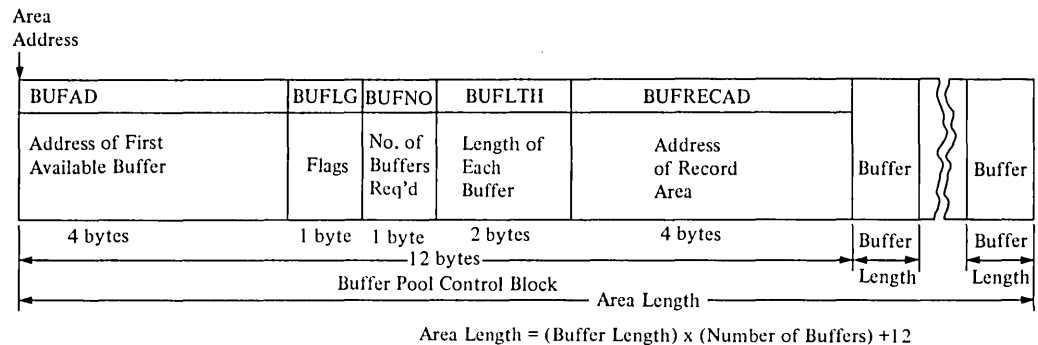 Area
Address
BUFAD
BUFLG
BUFNO
BUFLTH
BUFRECAD
Address of First
Available Buffer
Flags
No. of
Buffers
Req'd
Length of
Each
Buffer
Address
of Record
Area
Buffer
Buffer
4 bytes
1 byte
1 byte
2 bytes
4 bytes
Buffer
Length
Buffer
Length
12 bytes
Buffer Pool Control Block
Area Length
Area Length = (Buffer Length) x (Number of Buffers) +12